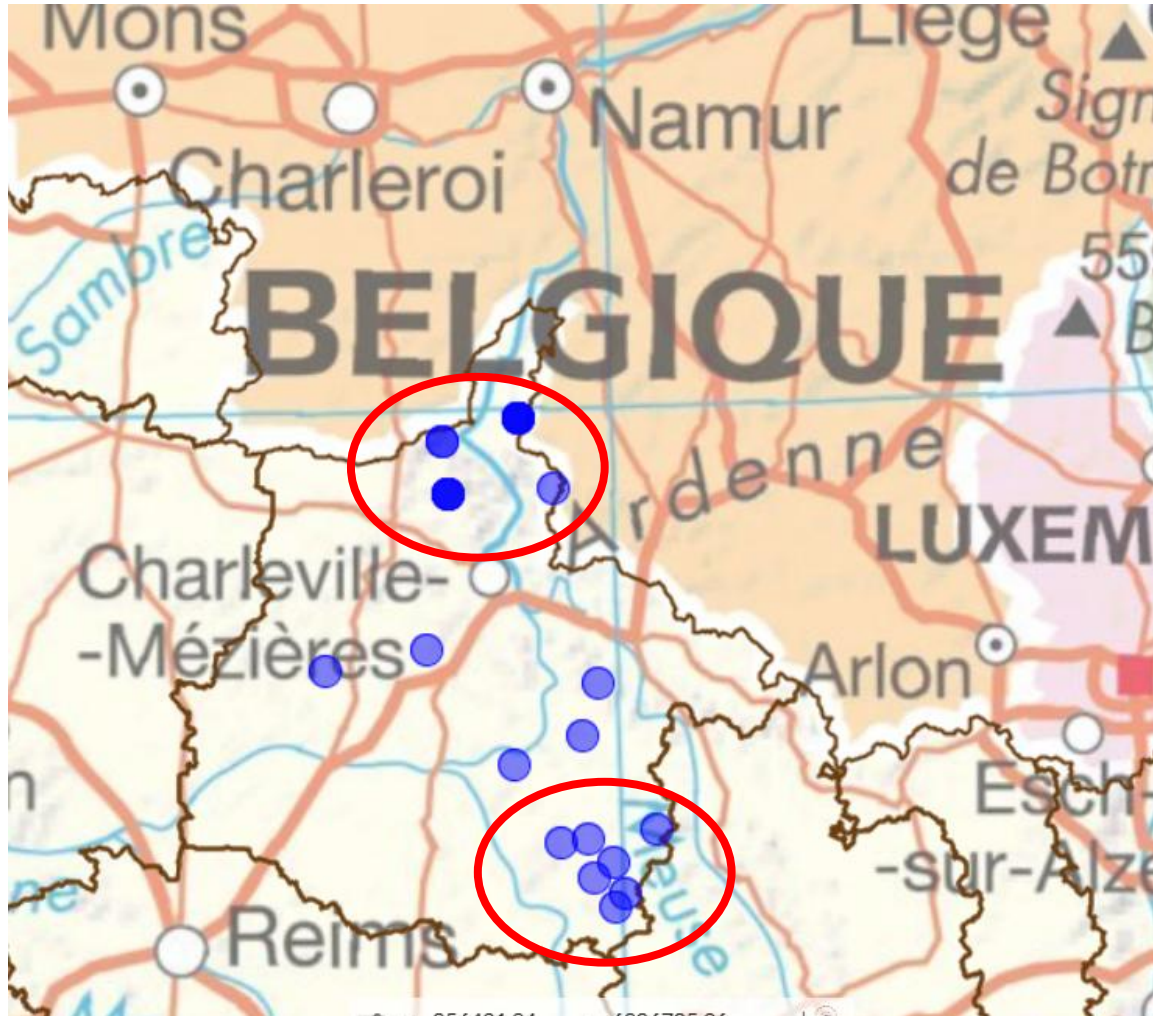 Mons
Liège
Namur
Sign
de Botr
Charleroi
55
Sambre
B
BELGIQUE
Ardenne
LUXEM
Charleville-
-Mézières
Arlon
n
Esch-
-sur-Alze
Meuse
ne
Reims
M